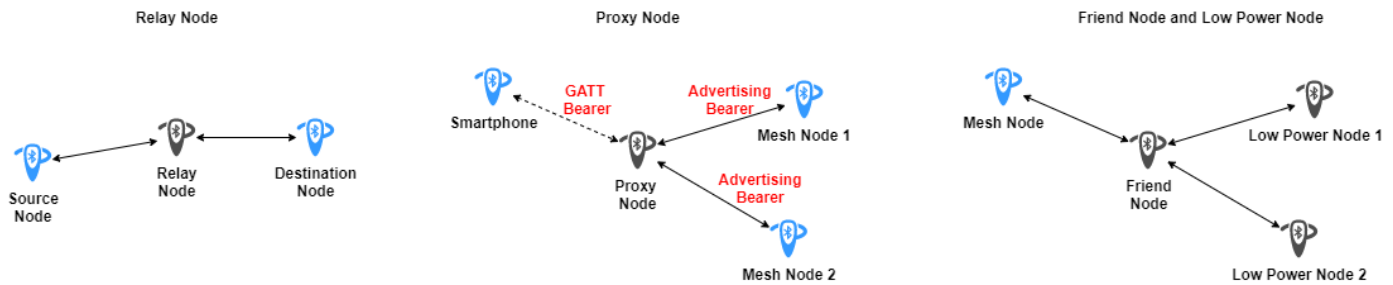 Relay Node
Source
Node
Relay
Node
Destination
Node
Proxy Node
Smartphone
GATT
Bearer
Advertising
Bearer
Mesh Node 1
Proxy
Node
Advertising
Bearer
Mesh Node 2
Friend Node and Low Power Node
Mesh Node
Low Power Node 1
Friend
Node
Low Power Node 2